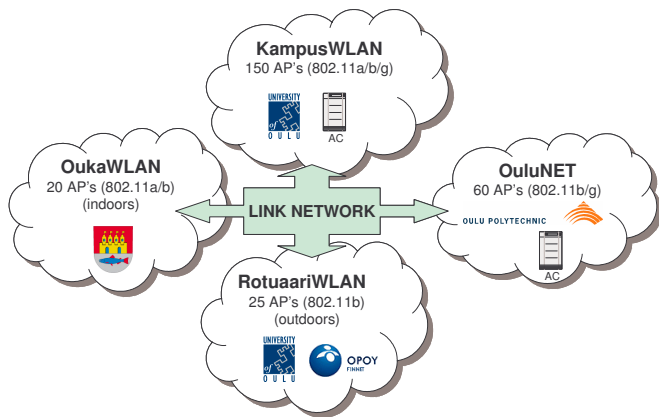 KampusWLAN
150 AP's (802.11a/b/g)
UNIVERSITY
of
OULU
AC
OukaWLAN
20 AP's (802.11a/b)
(indoors)
LINK NETWORK
OuluNET
60 AP's (802.11b/g)
OULU POLYTECHNIC
AC
RotuaariWLAN
25 AP's (802.11b)
(outdoors)
UNIVERSITY
of
OULU
OPOY
FINNET